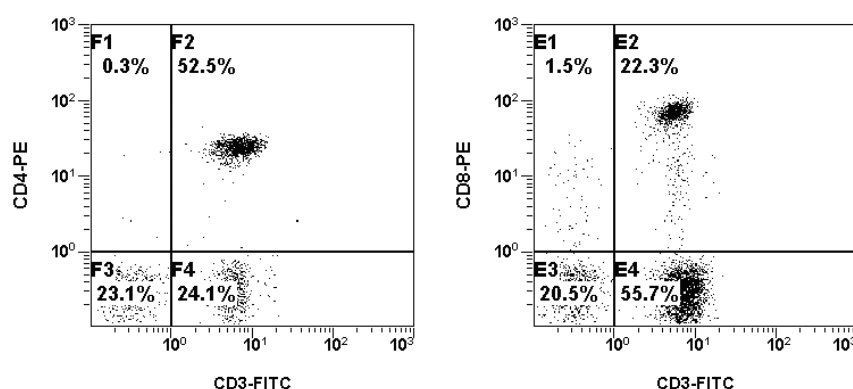 10³
F1 F2
0.3% 52.5%
10²
CD4-PE
10¹
10⁰
F3 F4
23.1% 24.1%
10⁰ 10¹ 10² 10³
CD3-FITC
10³
E1 E2
1.5% 22.3%
10²
CD8-PE
10¹
10⁰
E3 E4
20.5% 55.7%
10⁰ 10¹ 10² 10³
CD3-FITC